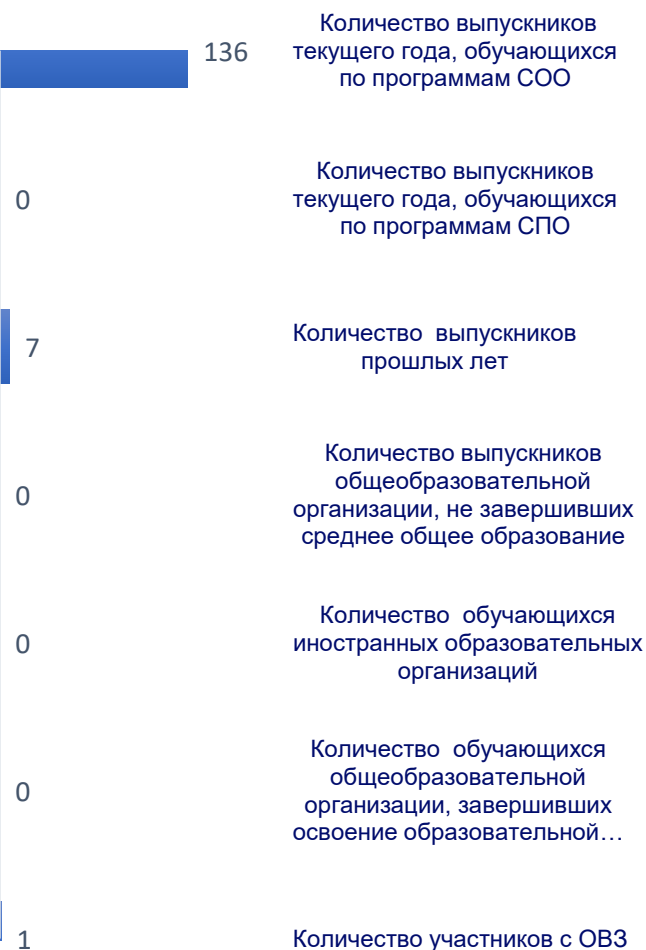 Количество выпускников
136
текущего года, обучающихся
по программам СОО
Количество выпускников
0
текущего года, обучающихся
по программам СПО
Количество выпускников
7
прошлых лет
Количество выпускников
общеобразовательной
0
организации, не завершивших
среднее общее образование
Количество обучающихся
0
иностранных образовательных
организаций
Количество обучающихся
общеобразовательной
0
организации, завершивших
освоение образовательной…
1
Количество участников с ОВЗ